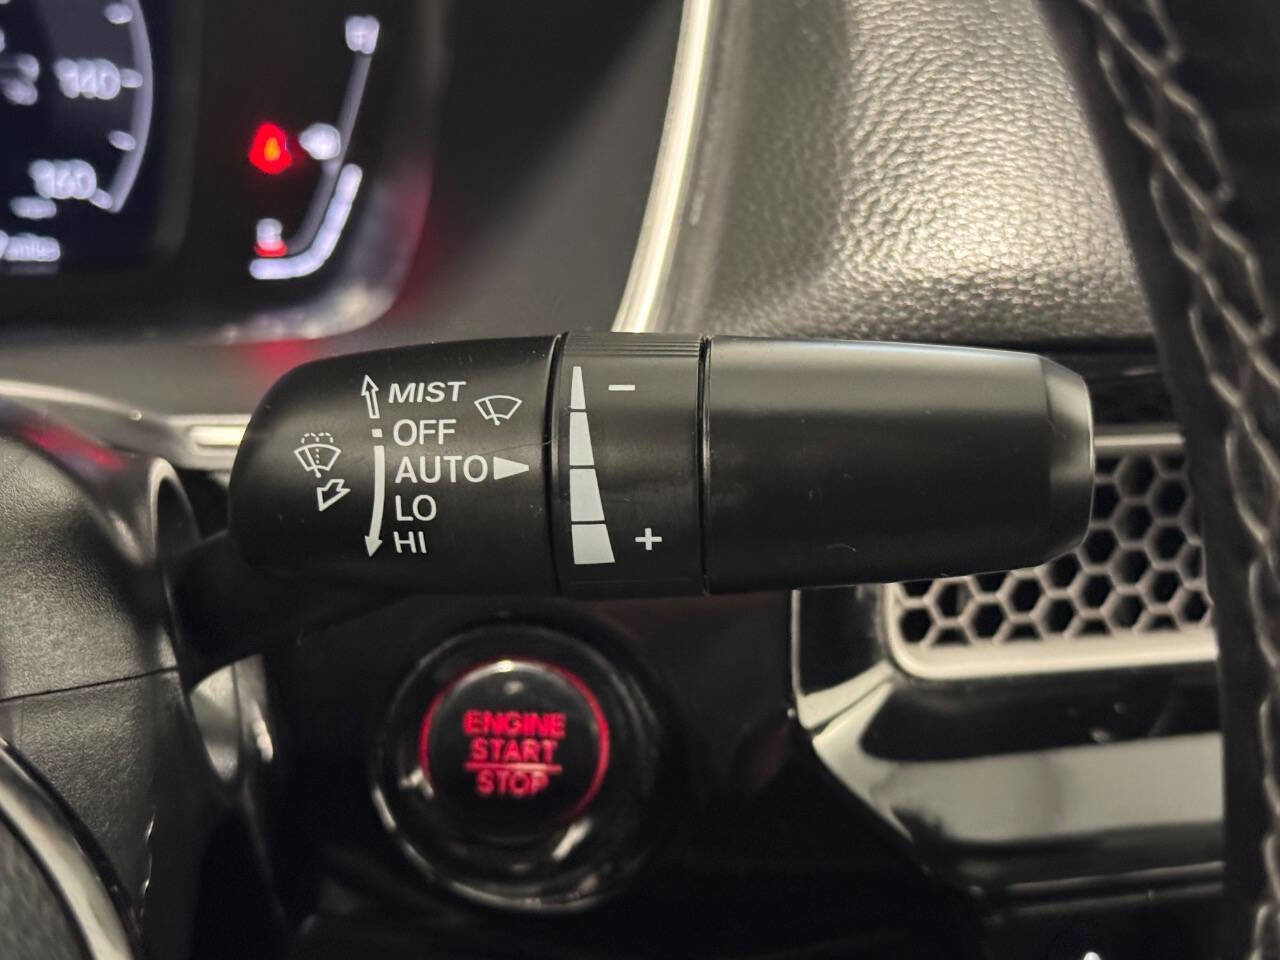 140
160
MIST
OFF
AUTO
LO
HI
−
+
ENGINE
START
STOP